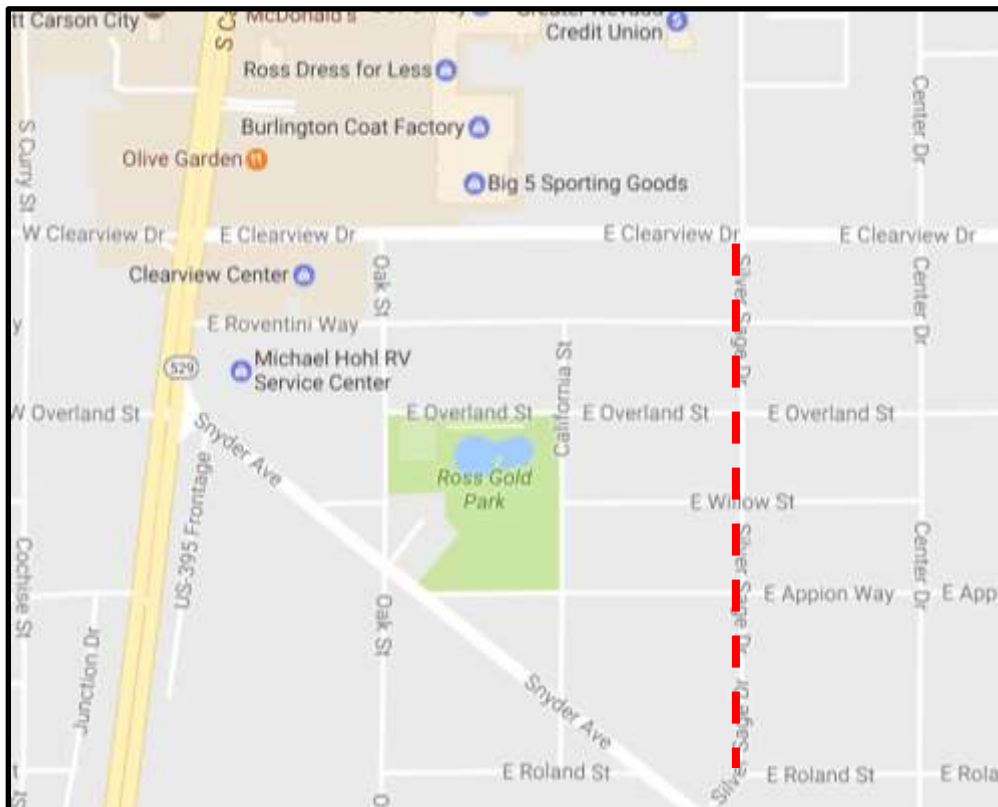 tt Carson City
McDonald's
Credit Union
Ross Dress for Less
Burlington Coat Factory
Olive Garden
Big 5 Sporting Goods
S Curry St
Center Dr
W Clearview Dr
E Clearview Dr
E Clearview Dr
E Clearview Dr
Clearview Center
Oak St
Silver Sage Dr
Center Dr
E Roventini Way
y
529
Michael Hohl RV
Service Center
California St
W Overland St
E Overland St
E Overland St
E Overland St
Snyder Ave
Ross Gold
Park
US-395 Frontage
E Willow St
Silver Sage Dr
Center Dr
Cochise St
E Appion Way
E App
Oak St
Junction Dr
Snyder Ave
Silver Sage Dr
E Roland St
E Roland St
E Rola
t